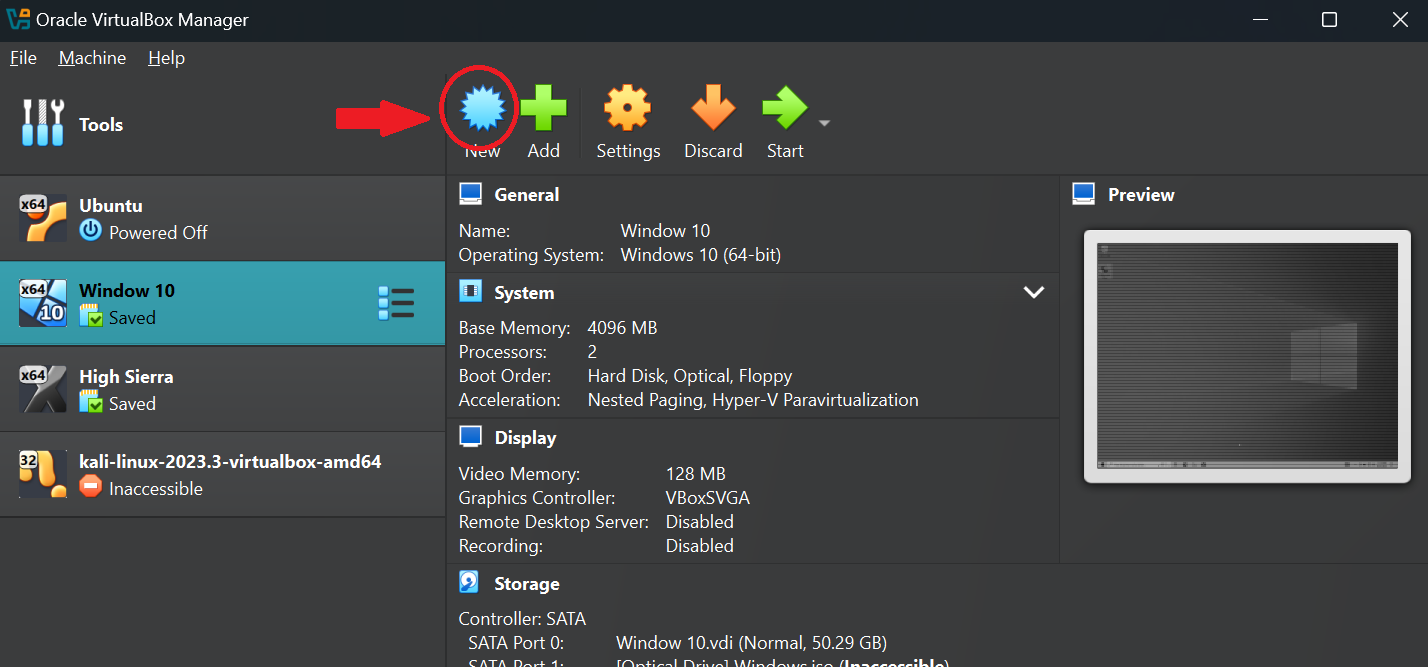 Oracle VirtualBox Manager
File Machine Help
Tools
New Add Settings Discard Start
x64 Ubuntu
Powered Off
x64 10 Window 10
Saved
x64 High Sierra
Saved
32 kali-linux-2023.3-virtualbox-amd64
Inaccessible
General
Name: Window 10
Operating System: Windows 10 (64-bit)
System
Base Memory: 4096 MB
Processors: 2
Boot Order: Hard Disk, Optical, Floppy
Acceleration: Nested Paging, Hyper-V Paravirtualization
Display
Video Memory: 128 MB
Graphics Controller: VBoxSVGA
Remote Desktop Server: Disabled
Recording: Disabled
Storage
Controller: SATA
SATA Port 0: Window 10.vdi (Normal, 50.29 GB)
SATA Port 1: [Optical Drive] Windows.iso (Inaccessible)
Preview